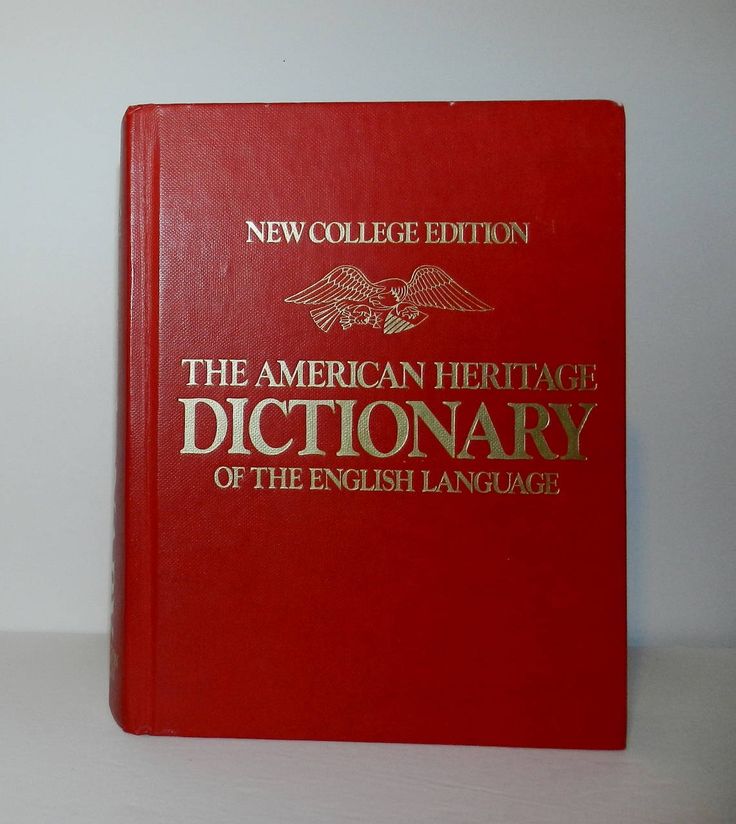 NEW COLLEGE EDITION
THE AMERICAN HERITAGE
DICTIONARY
OF THE ENGLISH LANGUAGE